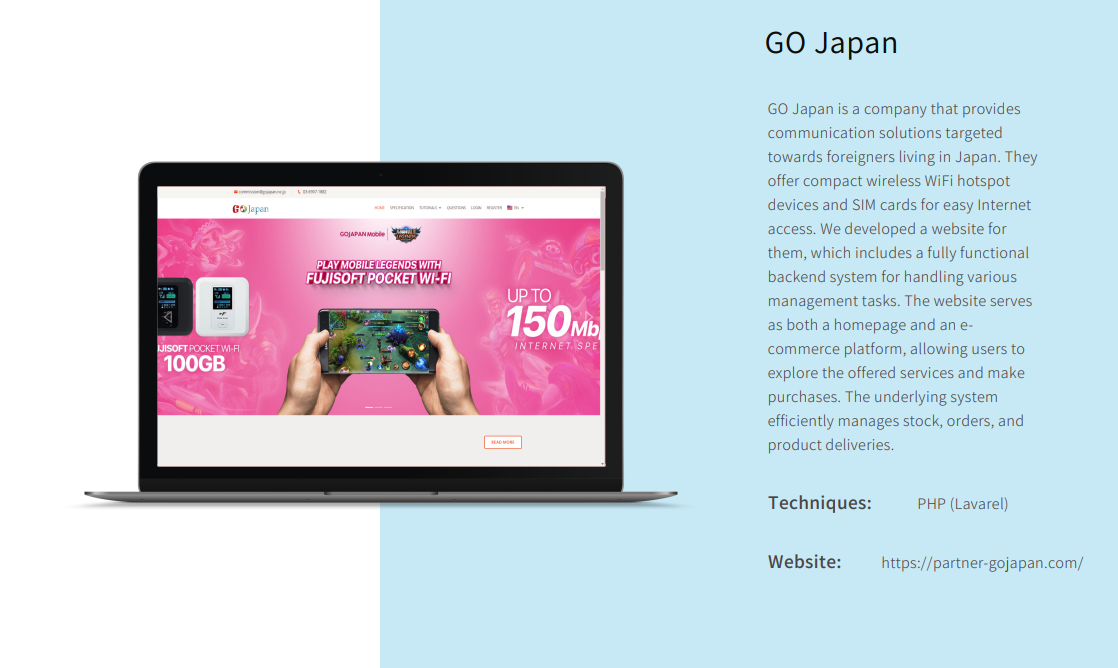 GO Japan
GO Japan is a company that provides
communication solutions targeted
towards foreigners living in Japan. They
offer compact wireless WiFi hotspot
devices and SIM cards for easy Internet
access. We developed a website for
them, which includes a fully functional
backend system for handling various
management tasks. The website serves
as both a homepage and an e-
commerce platform, allowing users to
explore the offered services and make
purchases. The underlying system
efficiently manages stock, orders, and
product deliveries.
Techniques: PHP (Lavarel)
Website: https://partner-gojapan.com/
GO Japan
HOME SPECIFICATION TUTORIALS QUESTIONS LOGIN REGISTER EN
GOJAPAN Mobile MOBILE LEGENDS
PLAY MOBILE LEGENDS WITH
FUJISOFT POCKET WI-FI
UJISOFT POCKET WI-FI
100GB
UP TO
150Mb
INTERNET SPE
READ MORE